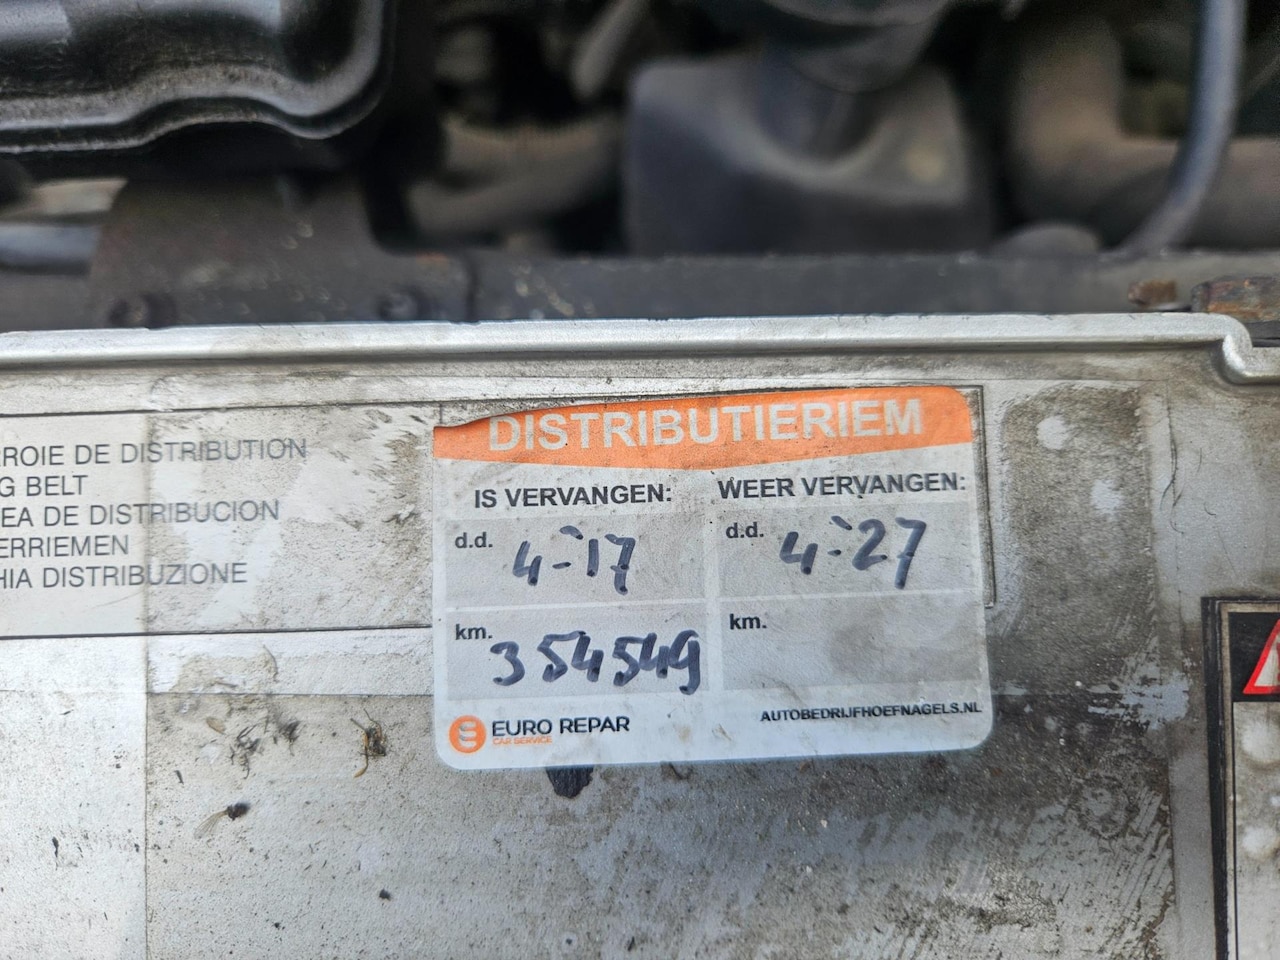 ROIE DE DISTRIBUTION
G BELT
EA DE DISTRIBUCION
ERRIEMEN
HIA DISTRIBUZIONE
DISTRIBUTIERIEM
IS VERVANGEN: WEER VERVANGEN:
d.d. 4-'17 d.d. 4-'27
km. 354549 km.
EURO REPAR AUTOBEDRIJFHOEFNAGELS.NL
CAR SERVICE